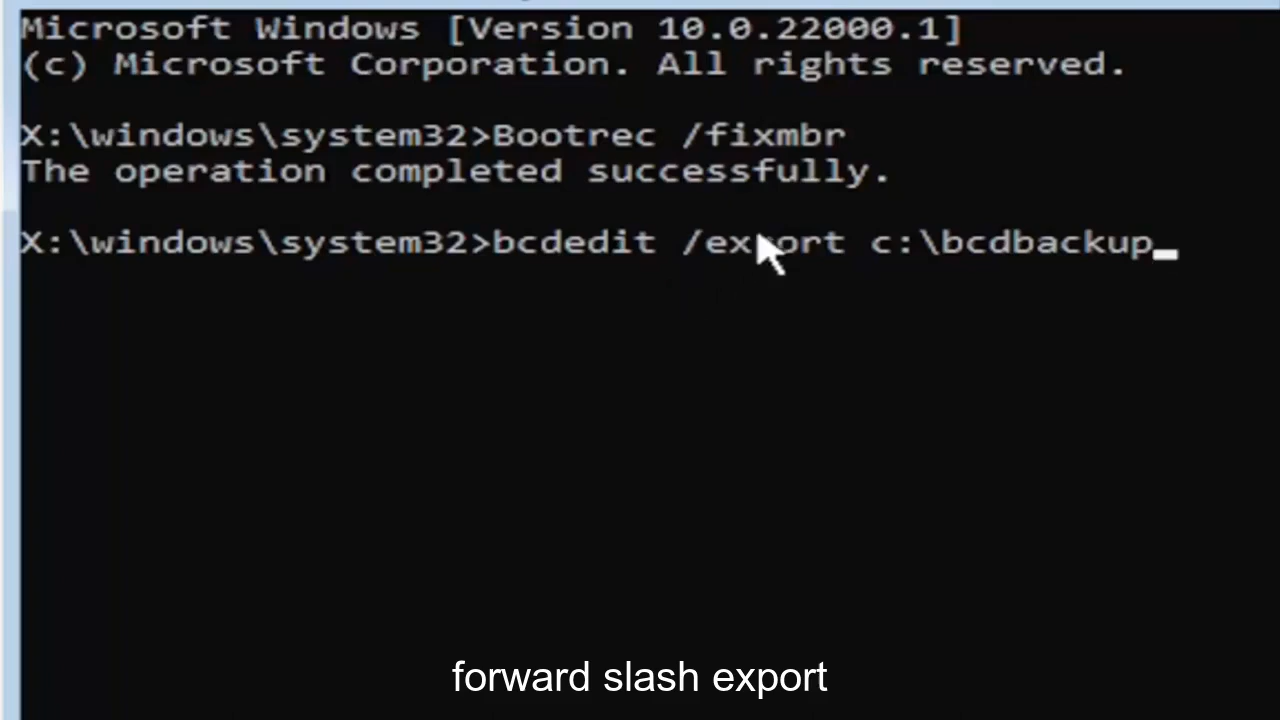 Microsoft Windows [Version 10.0.22000.1]
(c) Microsoft Corporation. All rights reserved.
X:\windows\system32>Bootrec /fixmbr
The operation completed successfully.
X:\windows\system32>bcdedit /export c:\bcdbackup
forward slash export